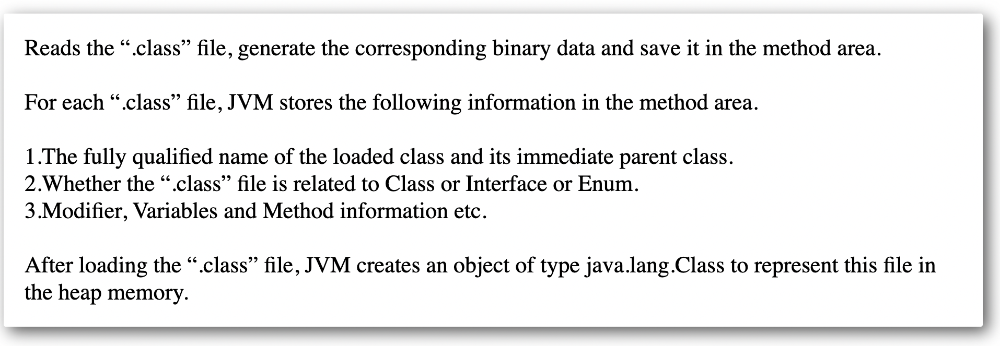 Reads the “.class” file, generate the corresponding binary data and save it in the method area.
For each “.class” file, JVM stores the following information in the method area.
1.The fully qualified name of the loaded class and its immediate parent class.
2.Whether the “.class” file is related to Class or Interface or Enum.
3.Modifier, Variables and Method information etc.
After loading the “.class” file, JVM creates an object of type java.lang.Class to represent this file in
the heap memory.